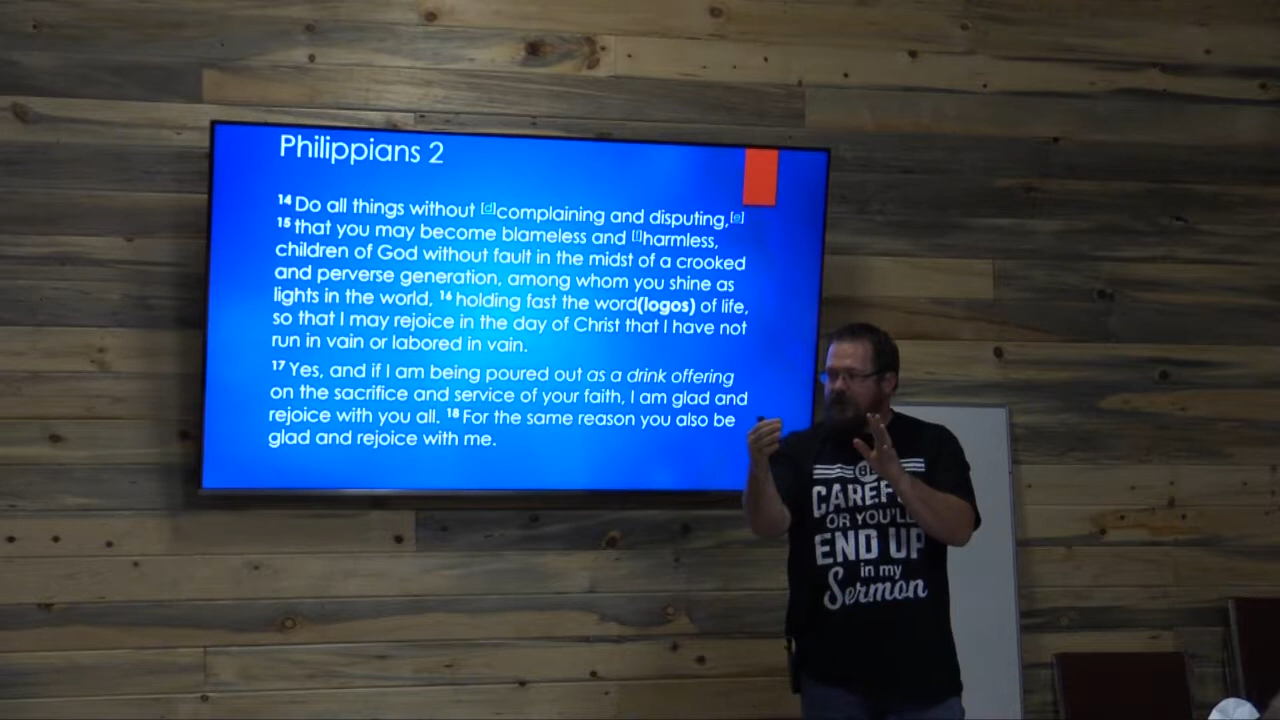 Philippians 2
14 Do all things without [d]complaining and disputing,[e]
15 that you may become blameless and [f]harmless,
children of God without fault in the midst of a crooked
and perverse generation, among whom you shine as
lights in the world, 16 holding fast the word(logos) of life,
so that I may rejoice in the day of Christ that I have not
run in vain or labored in vain.
17 Yes, and if I am being poured out as a drink offering
on the sacrifice and service of your faith, I am glad and
rejoice with you all. 18 For the same reason you also be
glad and rejoice with me.
BE
CAREF
OR YOU'LL
END UP
in my
Sermon